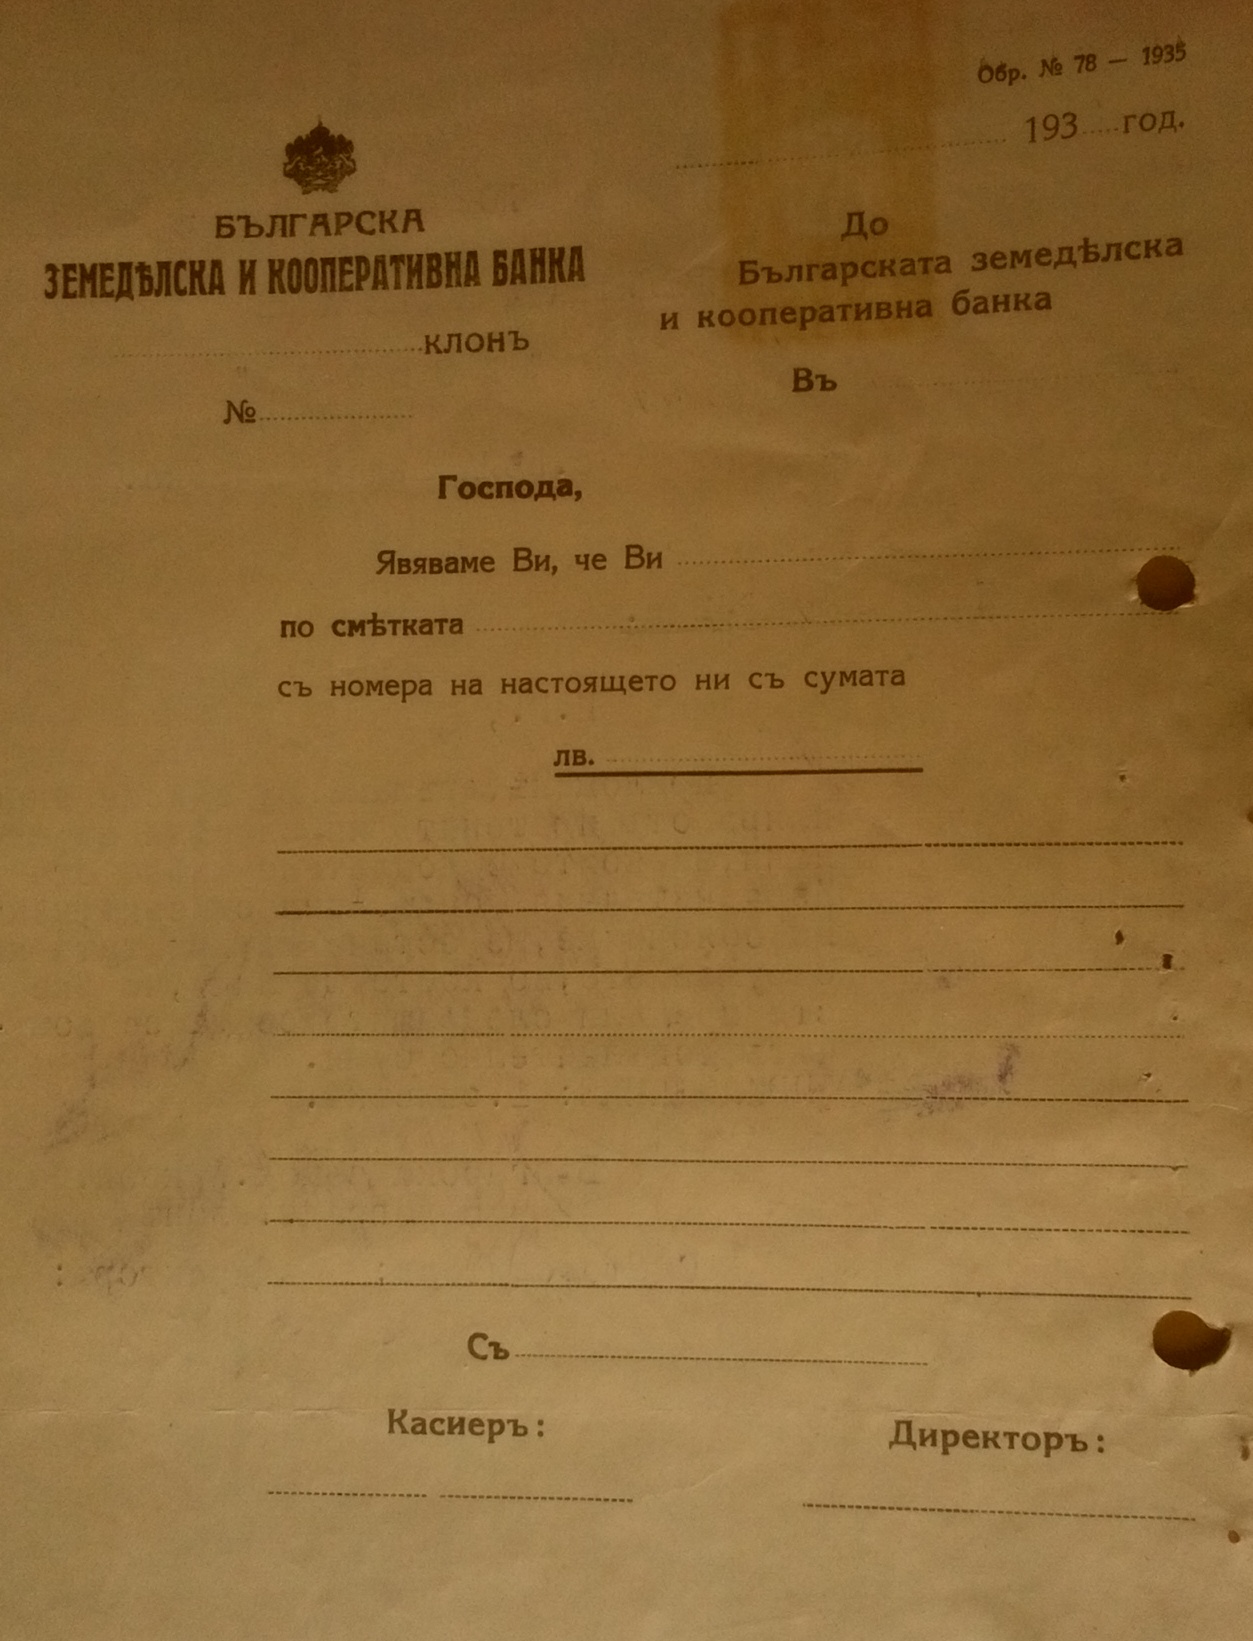 Обр. № 78 — 1935
193 год.
БЪЛГАРСКА
ЗЕМЕДѢЛСКА И КООПЕРАТИВНА БАНКА
клонъ
№
До
Българската земедѣлска
и кооперативна банка
Въ
Господа,
Явяваме Ви, че Ви
по смѣтката
съ номера на настоящето ни съ сумата
лв.
Съ
Касиеръ:
Директоръ: